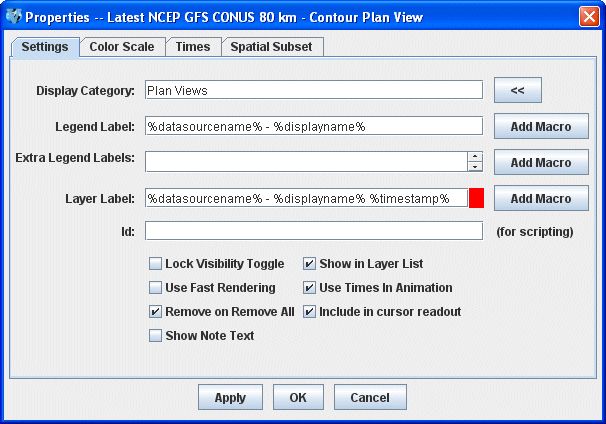 Properties -- Latest NCEP GFS CONUS 80 km - Contour Plan View
Settings Color Scale Times Spatial Subset
Display Category: Plan Views <<
Legend Label: %datasourcename% - %displayname% Add Macro
Extra Legend Labels: Add Macro
Layer Label: %datasourcename% - %displayname% %timestamp% Add Macro
Id: (for scripting)
Lock Visibility Toggle Show in Layer List
Use Fast Rendering Use Times In Animation
Remove on Remove All Include in cursor readout
Show Note Text
Apply OK Cancel